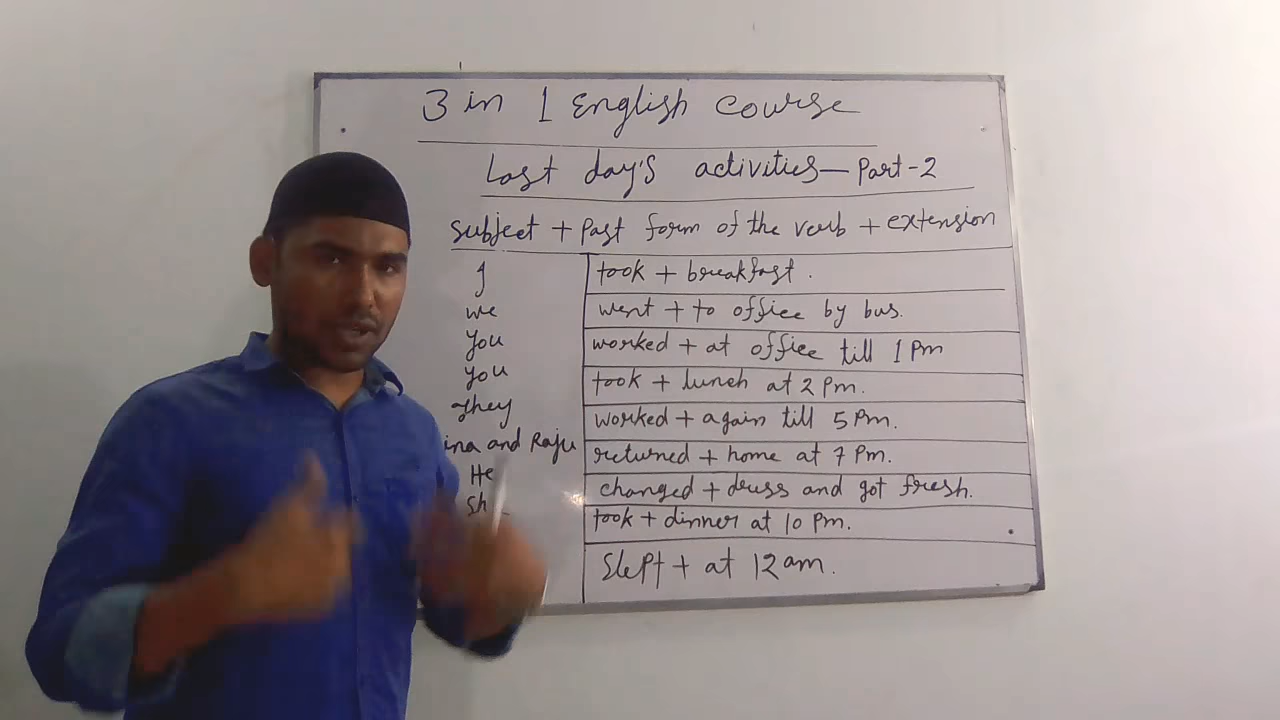 3 in 1 English course
Last day's activities— Part-2
Subject + Past form of the verb + extension
I took + breakfast.
we went + to office by bus.
You worked + at office till 1 Pm
You took + lunch at 2 Pm.
They worked + again till 5 Pm.
and Raju returned + home at 7 Pm.
He changed + dress and got fresh.
took + dinner at 10 Pm.
Slept + at 12 am.